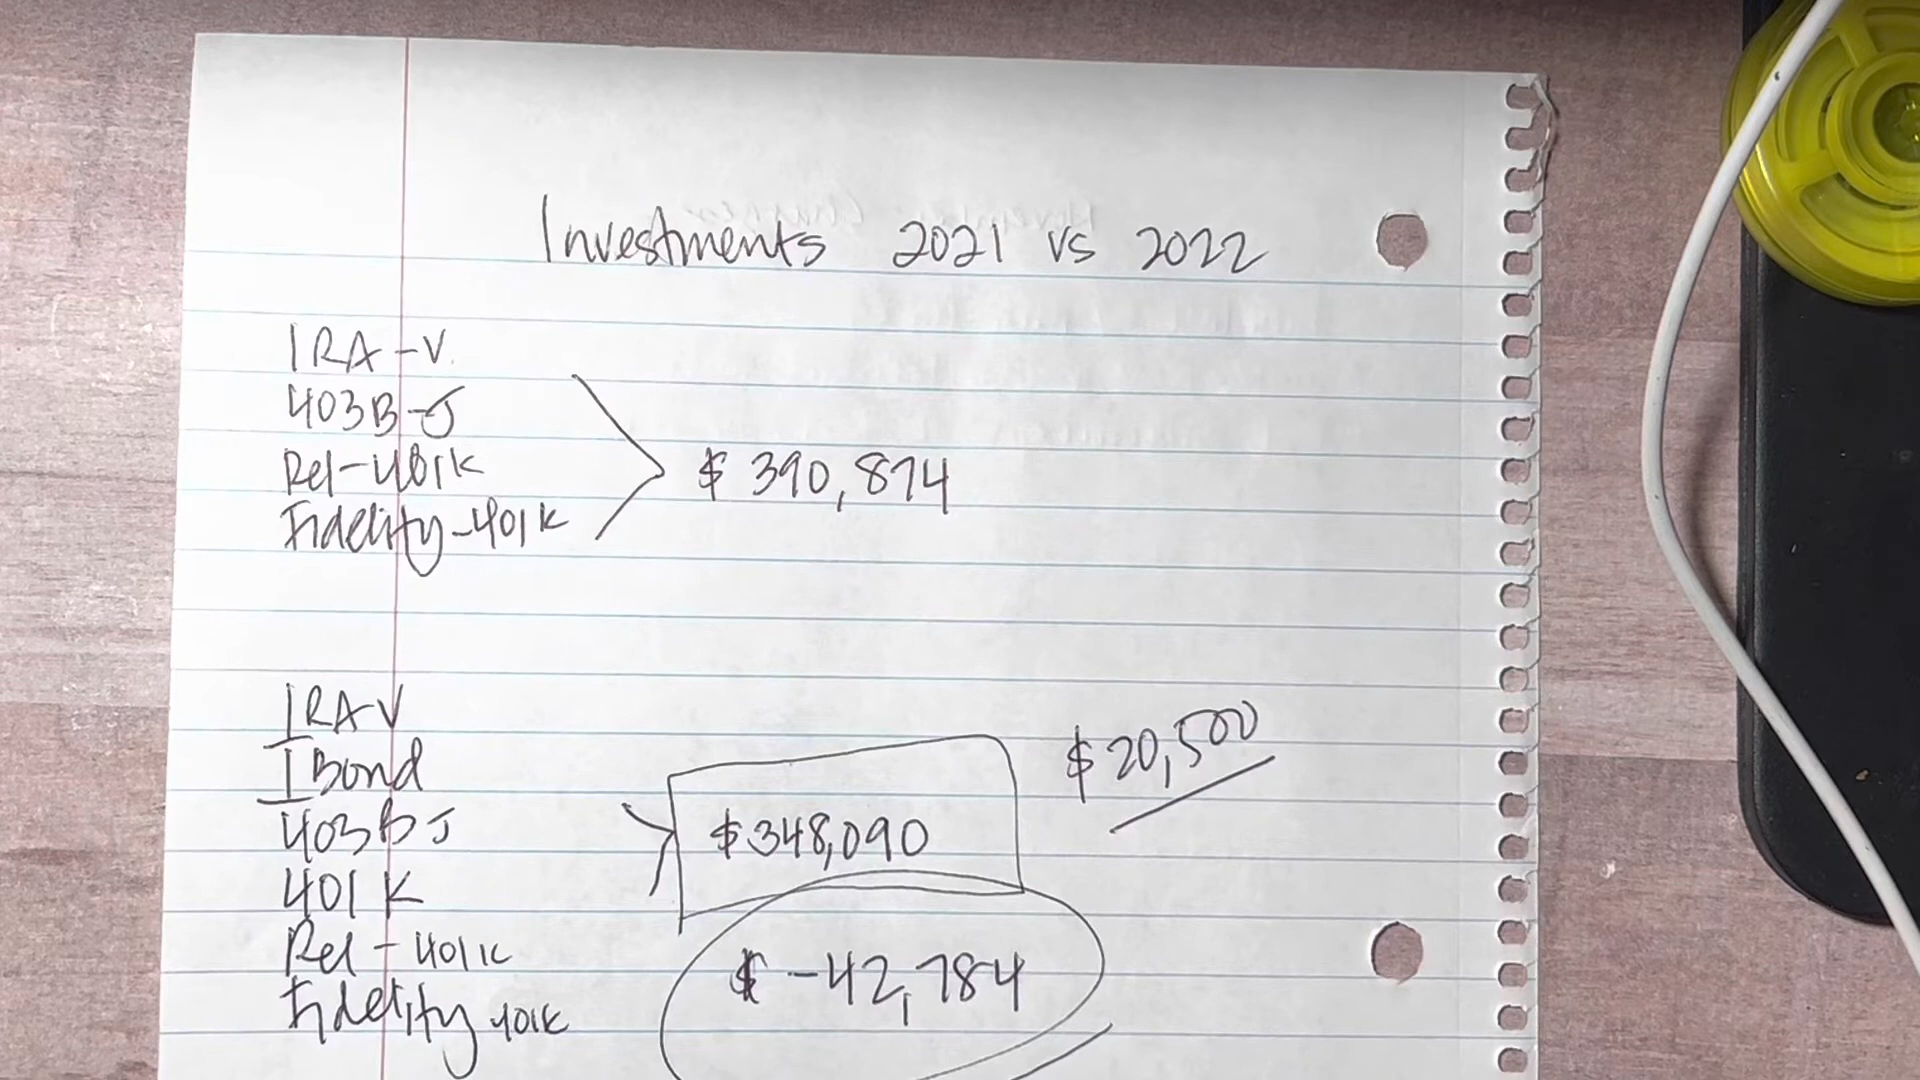 Investments 2021 vs 2022
IRA-V
403B-J
Rel-401K
Fidelity-401K
$ 390,874
IRA-V
I Bond
403B J
401K
Rel-401K
Fidelity 401K
$20,500
$348,090
$ -42,784